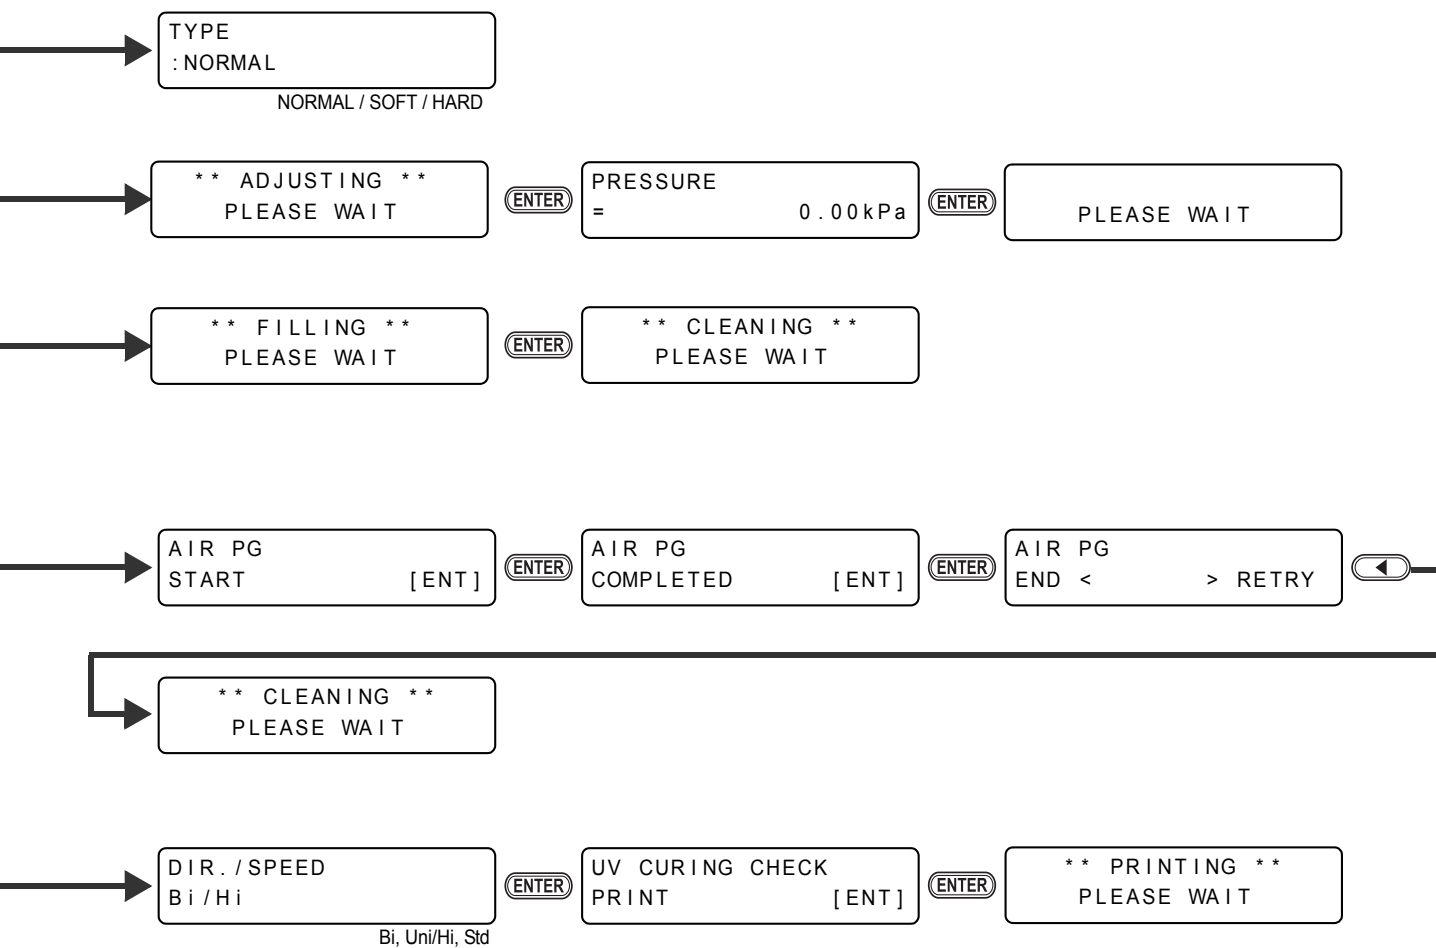 TYPE
:NORMAL
NORMAL / SOFT / HARD
** ADJUSTING **
PLEASE WAIT
ENTER
PRESSURE
= 0.00kPa
ENTER
PLEASE WAIT
** FILLING **
PLEASE WAIT
ENTER
** CLEANING **
PLEASE WAIT
AIR PG
START [ENT]
ENTER
AIR PG
COMPLETED [ENT]
ENTER
AIR PG
END < > RETRY
** CLEANING **
PLEASE WAIT
DIR./SPEED
Bi/Hi
Bi, Uni/Hi, Std
ENTER
UV CURING CHECK
PRINT [ENT]
ENTER
** PRINTING **
PLEASE WAIT